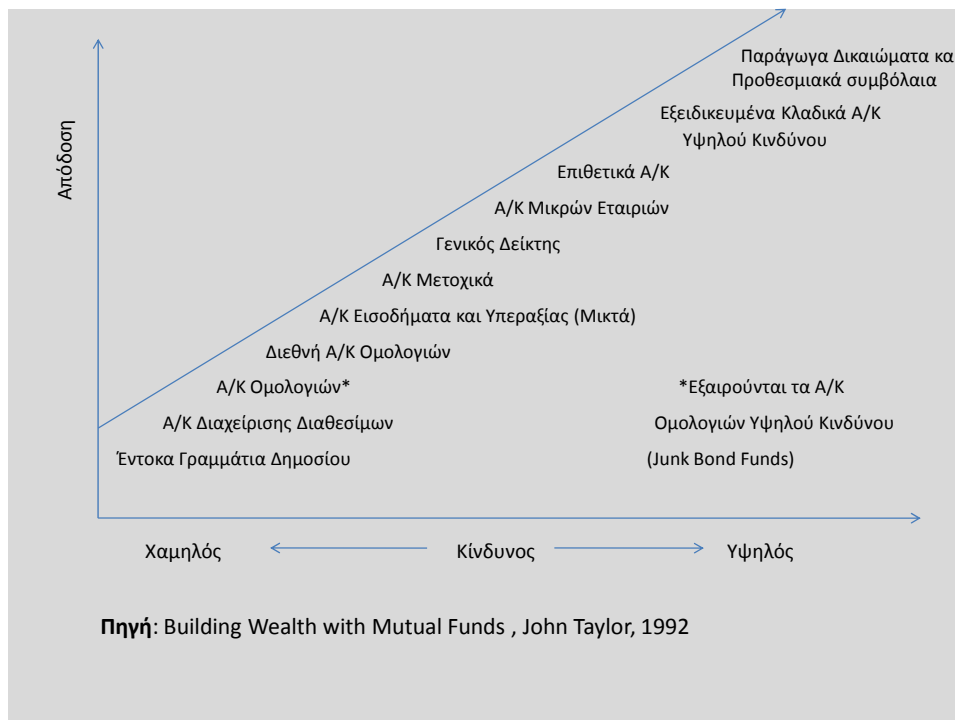 Απόδοση
Παράγωγα Δικαιώματα κα
Προθεσμιακά συμβόλαια
Εξειδικευμένα Κλαδικά Α/Κ
Υψηλού Κινδύνου
Επιθετικά Α/Κ
Α/Κ Μικρών Εταιριών
Γενικός Δείκτης
Α/Κ Μετοχικά
Α/Κ Εισοδήματα και Υπεραξίας (Μικτά)
Διεθνή Α/Κ Ομολογιών
Α/Κ Ομολογιών*
Α/Κ Διαχείρισης Διαθεσίμων
Έντοκα Γραμμάτια Δημοσίου
*Εξαιρούνται τα Α/Κ
Ομολογιών Υψηλού Κινδύνου
(Junk Bond Funds)
Χαμηλός Κίνδυνος Υψηλός
Πηγή: Building Wealth with Mutual Funds , John Taylor, 1992